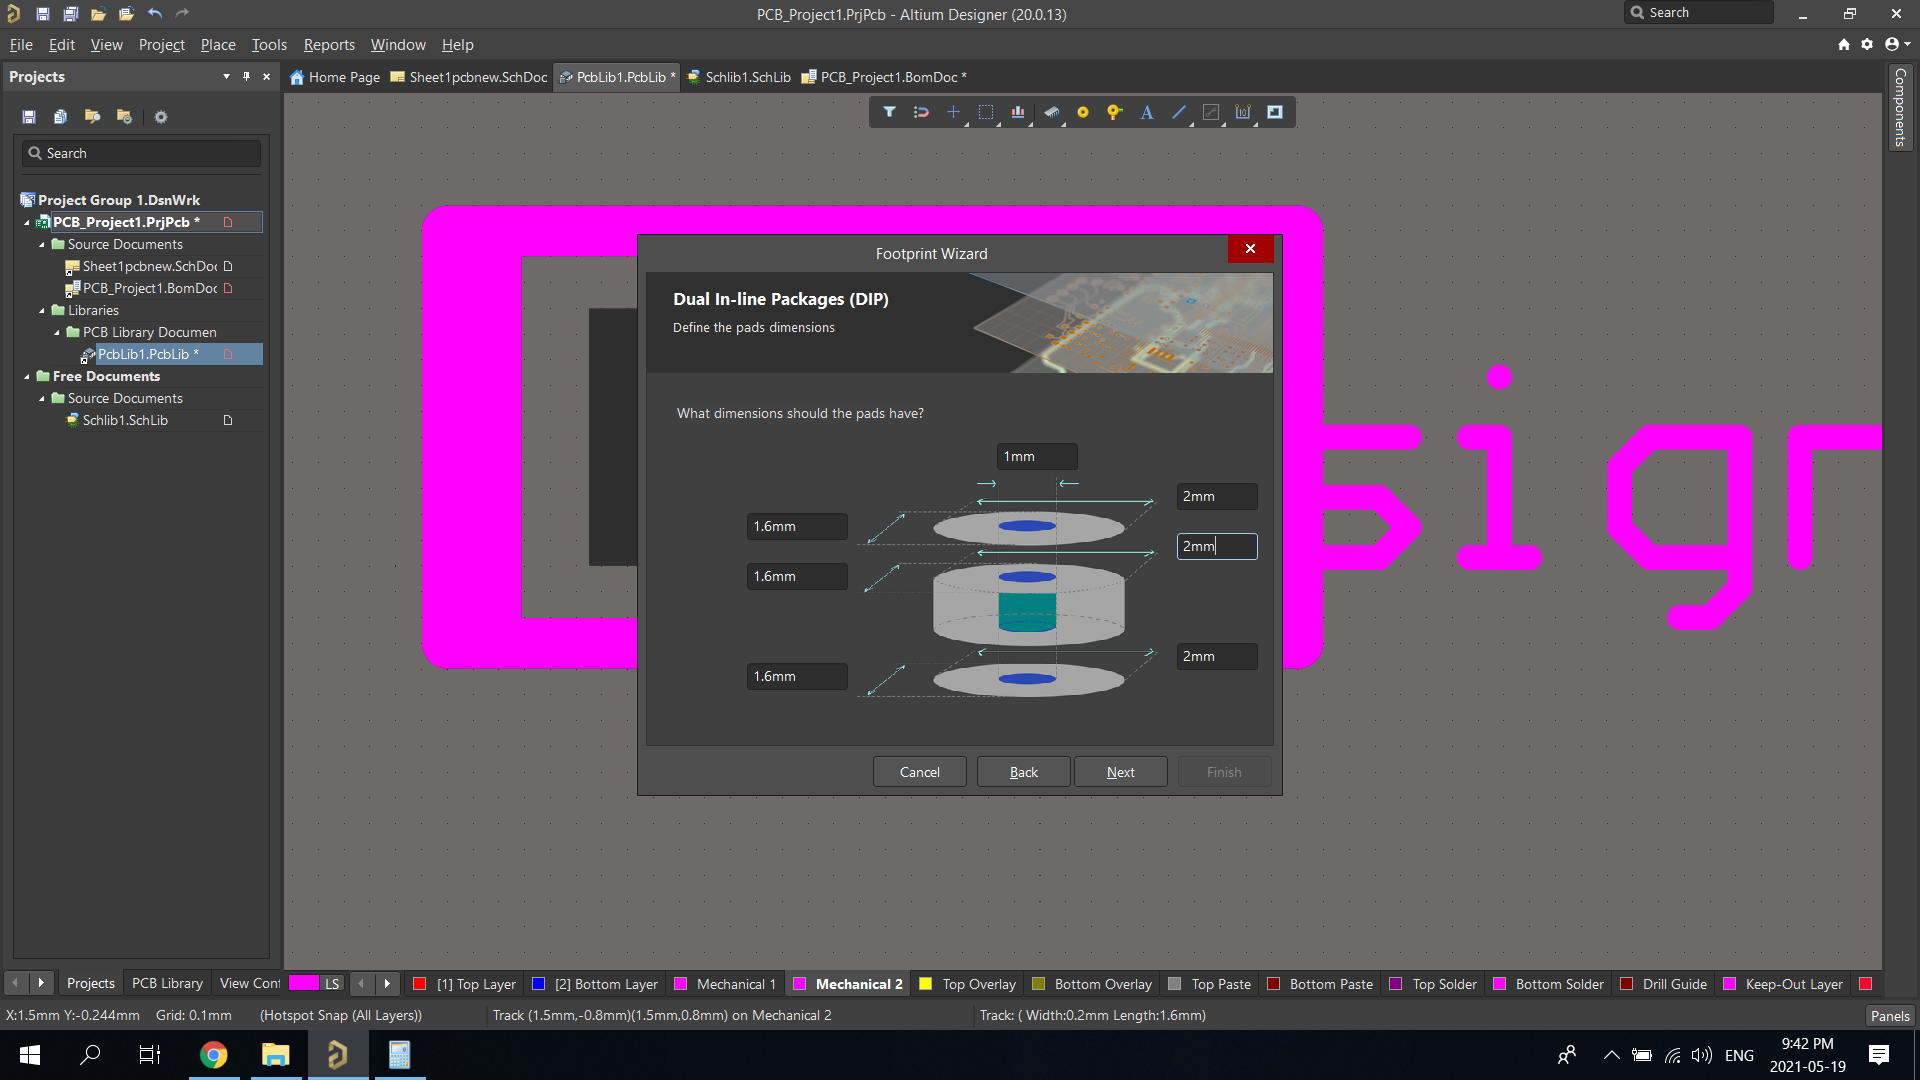 PCB_Project1.PrjPcb - Altium Designer (20.0.13)
Search
File Edit View Project Place Tools Reports Window Help
Projects
Home Page Sheet1pcbnew.SchDoc PcbLib1.PcbLib * Schlib1.SchLib PCB_Project1.BomDoc *
Components
Search
Project Group 1.DsnWrk
PCB_Project1.PrjPcb *
Source Documents
Sheet1pcbnew.SchDoc
PCB_Project1.BomDoc
Libraries
PCB Library Documen
PcbLib1.PcbLib *
Free Documents
Source Documents
Schlib1.SchLib
Footprint Wizard
Dual In-line Packages (DIP)
Define the pads dimensions
What dimensions should the pads have?
1mm
2mm
1.6mm
2mm
1.6mm
2mm
1.6mm
Cancel Back Next Finish
sign
Projects PCB Library View Con
LS [1] Top Layer [2] Bottom Layer Mechanical 1 Mechanical 2 Top Overlay Bottom Overlay Top Paste Bottom Paste Top Solder Bottom Solder Drill Guide Keep-Out Layer
X:1.5mm Y:-0.244mm Grid: 0.1mm (Hotspot Snap (All Layers)) Track (1.5mm,-0.8mm)(1.5mm,0.8mm) on Mechanical 2 Track: ( Width:0.2mm Length:1.6mm) Panels
ENG
9:42 PM
2021-05-19